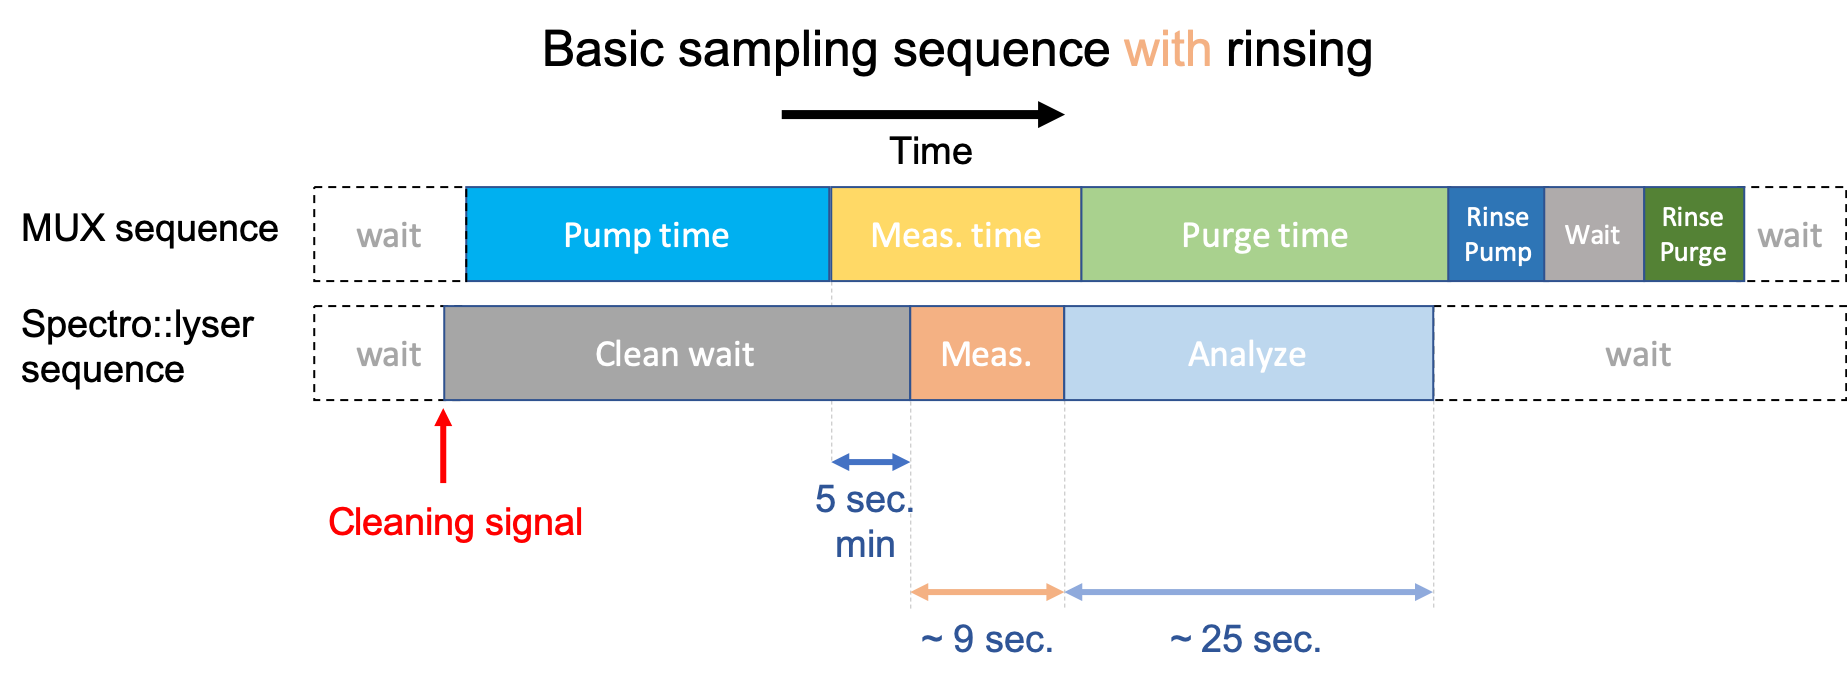 Basic sampling sequence with rinsing
Time
MUX sequence
wait
Pump time
Meas. time
Purge time
Rinse
Pump
Wait
Rinse
Purge
wait
Spectro::lyser
sequence
wait
Clean wait
Meas.
Analyze
wait
Cleaning signal
5 sec.
min
~ 9 sec.
~ 25 sec.